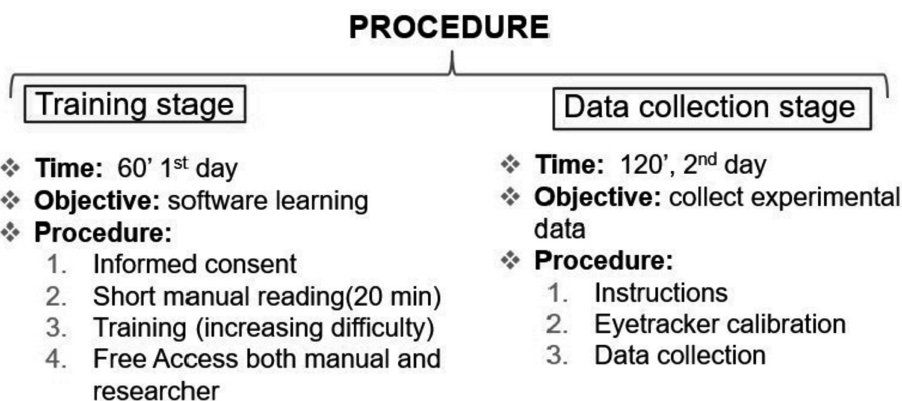 PROCEDURE
Training stage
❖ Time: 60’ 1st day
❖ Objective: software learning
❖ Procedure:
1. Informed consent
2. Short manual reading(20 min)
3. Training (increasing difficulty)
4. Free Access both manual and
researcher
Data collection stage
❖ Time: 120’, 2nd day
❖ Objective: collect experimental
data
❖ Procedure:
1. Instructions
2. Eyetracker calibration
3. Data collection